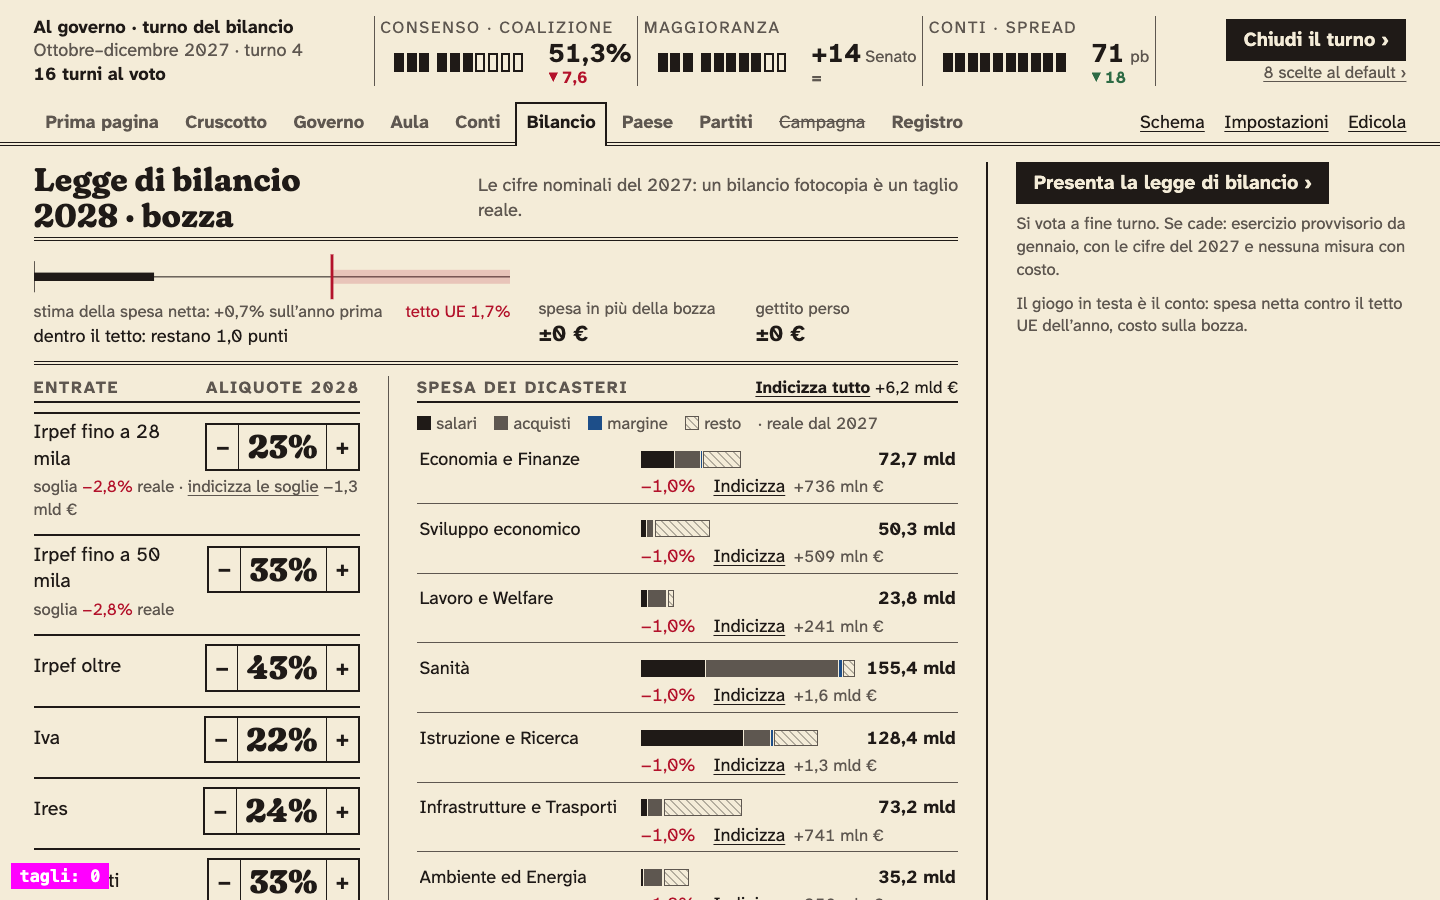 Al governo · turno del bilancio
Ottobre–dicembre 2027 · turno 4
16 turni al voto
CONSENSO · COALIZIONE
51,3%
▼ 7,6
MAGGIORANZA
+14 Senato
=
CONTI · SPREAD
71 pb
▼ 18
Chiudi il turno ›
8 scelte al default ›
Prima pagina Cruscotto Governo Aula Conti Bilancio Paese Partiti Campagna Registro
Schema Impostazioni Edicola
Legge di bilancio
2028 · bozza
Le cifre nominali del 2027: un bilancio fotocopia è un taglio
reale.
stima della spesa netta: +0,7% sull’anno prima
tetto UE 1,7%
dentro il tetto: restano 1,0 punti
spesa in più della bozza
±0 €
gettito perso
±0 €
ENTRATE ALIQUOTE 2028
Irpef fino a 28
mila
− 23% +
soglia −2,8% reale · indicizza le soglie −1,3
mld €
Irpef fino a 50
mila
− 33% +
soglia −2,8% reale
Irpef oltre
− 43% +
Iva
− 22% +
Ires
− 24% +
ti
− 33% +
tagli: 0
SPESA DEI DICASTERI
Indicizza tutto +6,2 mld €
salari acquisti margine resto · reale dal 2027
Economia e Finanze 72,7 mld
−1,0% Indicizza +736 mln €
Sviluppo economico 50,3 mld
−1,0% Indicizza +509 mln €
Lavoro e Welfare 23,8 mld
−1,0% Indicizza +241 mln €
Sanità 155,4 mld
−1,0% Indicizza +1,6 mld €
Istruzione e Ricerca 128,4 mld
−1,0% Indicizza +1,3 mld €
Infrastrutture e Trasporti 73,2 mld
−1,0% Indicizza +741 mln €
Ambiente ed Energia 35,2 mld
Presenta la legge di bilancio ›
Si vota a fine turno. Se cade: esercizio provvisorio da
gennaio, con le cifre del 2027 e nessuna misura con
costo.
Il giogo in testa è il conto: spesa netta contro il tetto
UE dell’anno, costo sulla bozza.